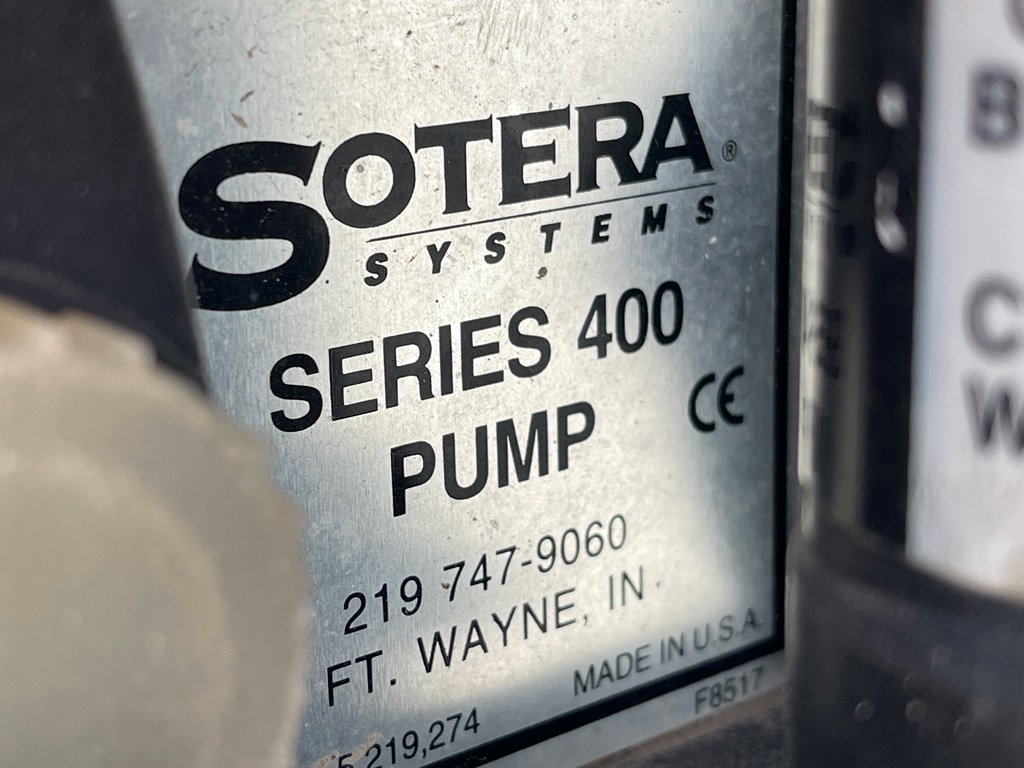 SOTERA®
SYSTEMS
SERIES 400
PUMP
CE
219 747-9060
FT. WAYNE, IN.
MADE IN U.S.A.
5,219,274
F8517
B
C
W